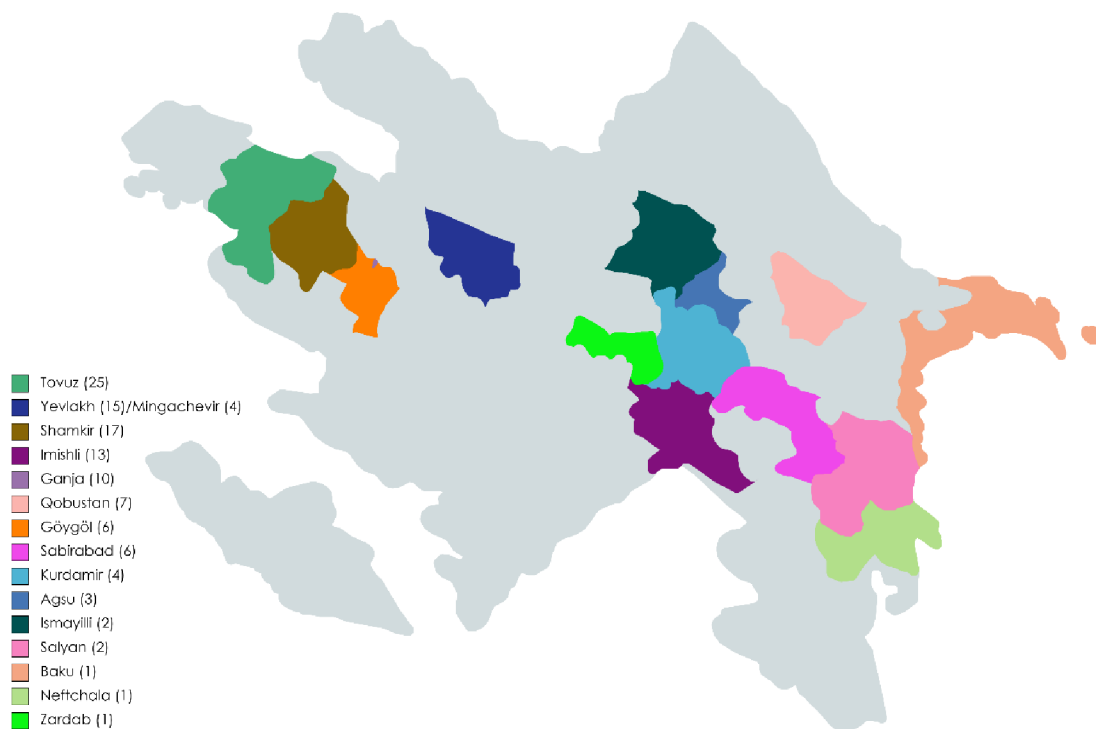 Tovuz (25)
Yevlakh (15)/Mingachevir (4)
Shamkir (17)
Imishli (13)
Ganja (10)
Qobustan (7)
Göygöl (6)
Sabirabad (6)
Kurdamir (4)
Agsu (3)
Ismayilli (2)
Salyan (2)
Baku (1)
Neftchala (1)
Zardab (1)